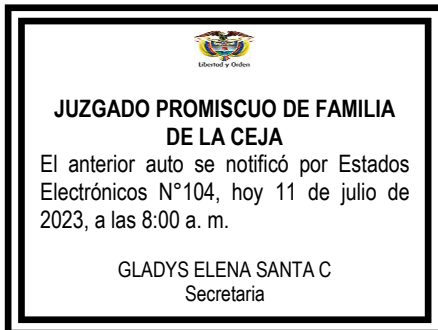 Libertad y Orden
JUZGADO PROMISCUO DE FAMILIA
DE LA CEJA
El anterior auto se notificó por Estados
Electrónicos N°104, hoy 11 de julio de
2023, a las 8:00 a. m.
GLADYS ELENA SANTA C
Secretaria